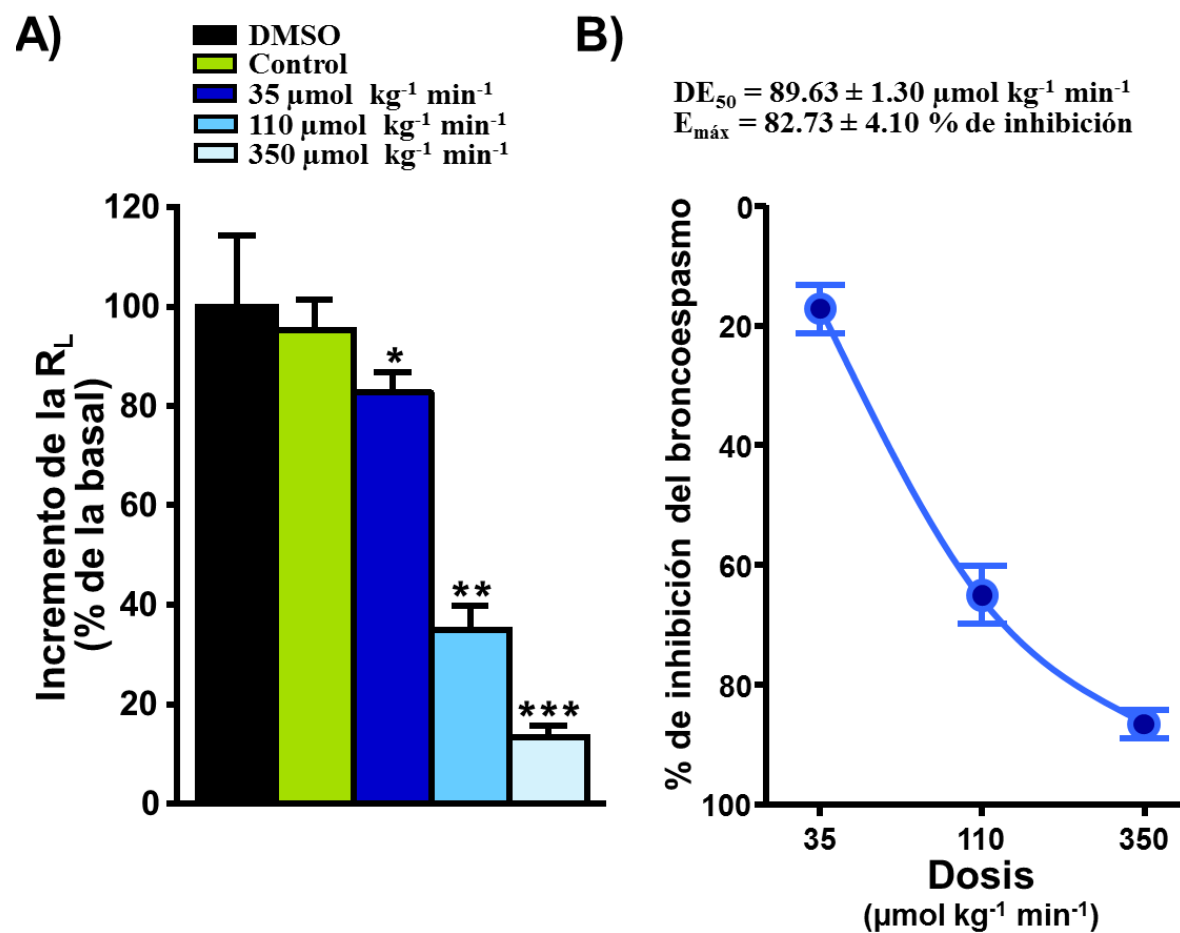 A)
DMSO
Control
35 µmol kg-1 min-1
110 µmol kg-1 min-1
350 µmol kg-1 min-1
Incremento de la RL
(% de la basal)
120
100
80
60
40
20
0
*
**
***
B)
DE50 = 89.63 ± 1.30 µmol kg-1 min-1
Emáx = 82.73 ± 4.10 % de inhibición
% de inhibición del broncoespasmo
0
20
40
60
80
100
35 110 350
Dosis
(µmol kg-1 min-1)